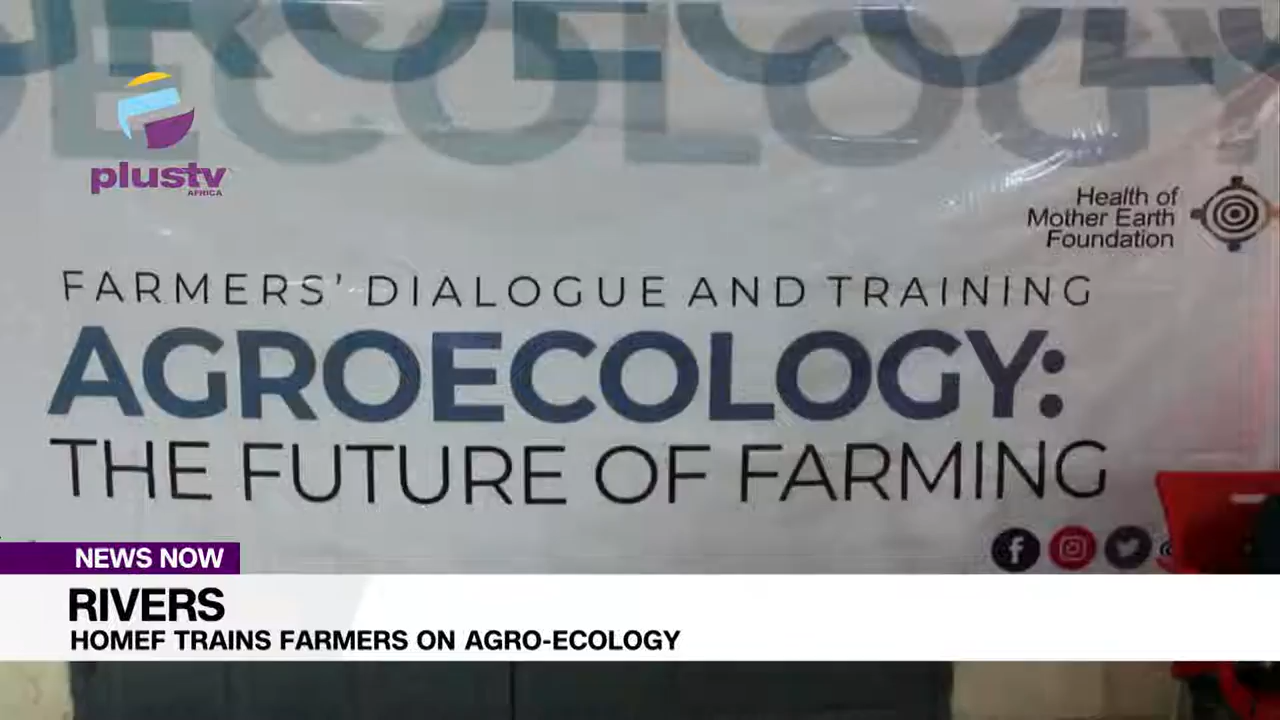 ECOLOGY
plustv
AFRICA
Health of
Mother Earth
Foundation
FARMERS' DIALOGUE AND TRAINING
AGROECOLOGY:
THE FUTURE OF FARMING
NEWS NOW
RIVERS
HOMEF TRAINS FARMERS ON AGRO-ECOLOGY